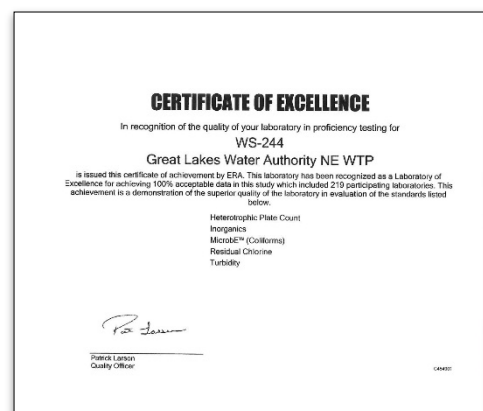 CERTIFICATE OF EXCELLENCE
In recognition of the quality of your laboratory in proficiency testing for
WS-244
Great Lakes Water Authority NE WTP
is issued this certificate of achievement by ERA. This laboratory has been recognized as a Laboratory of
Excellence for achieving 100% acceptable data in this study which included 219 participating laboratories. This
achievement is a demonstration of the superior quality of the laboratory in evaluation of the standards listed
below.
Heterotrophic Plate Count
Inorganics
MicrobE™ (Coliforms)
Residual Chlorine
Turbidity
Pat Larson
Patrick Larson
Quality Officer